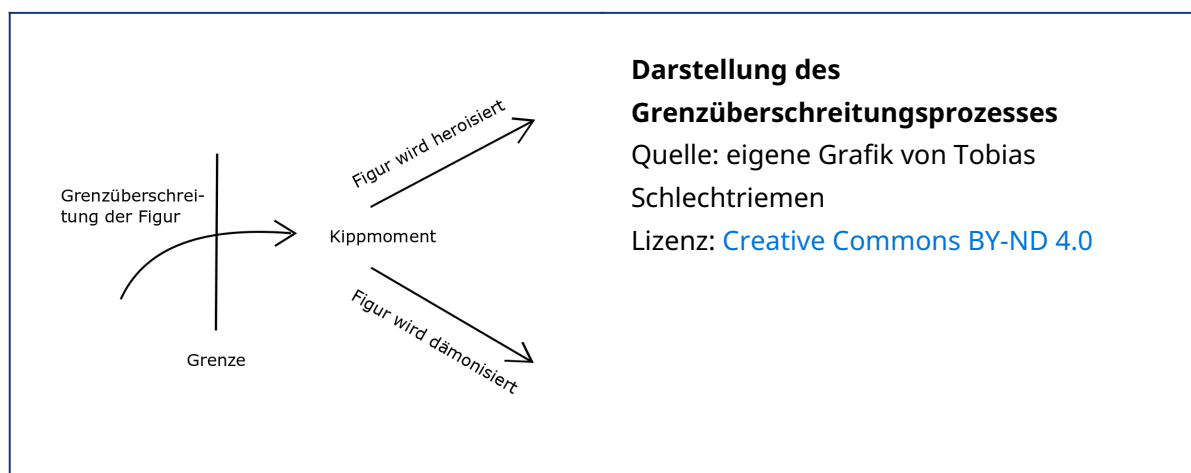 Grenzüberschrei-
tung der Figur
Grenze
Kippmoment
Figur wird heroisiert
Figur wird dämonisiert
Darstellung des
Grenzüberschreitungsprozesses
Quelle: eigene Grafik von Tobias
Schlechtriemen
Lizenz: Creative Commons BY-ND 4.0